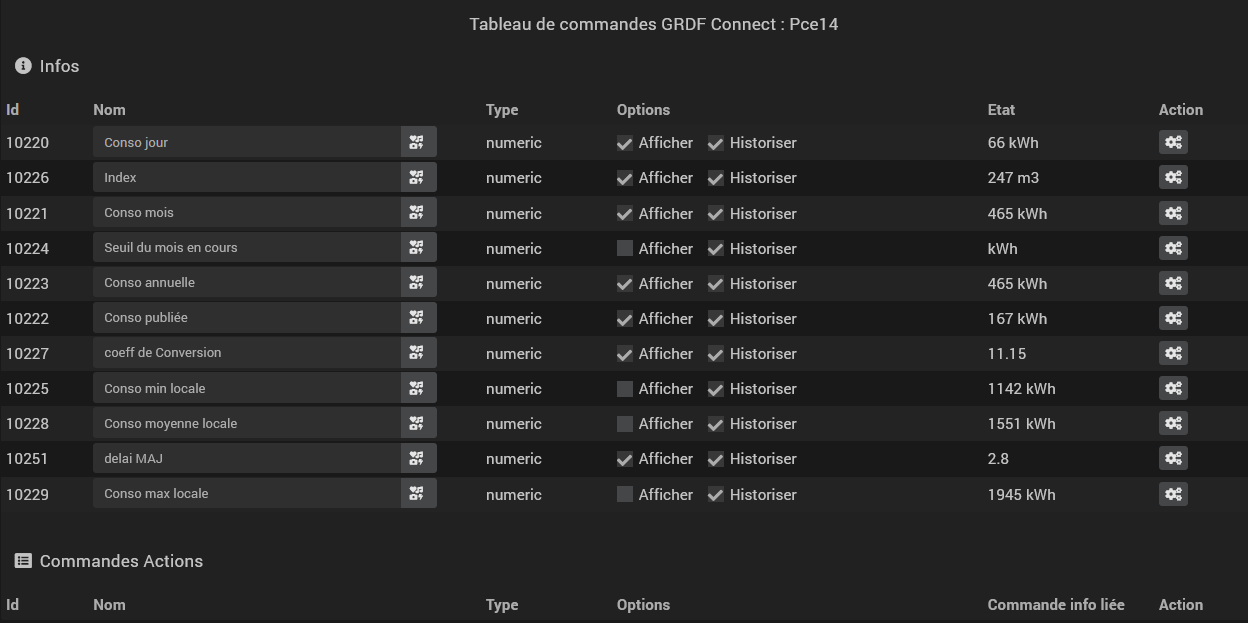 Tableau de commandes GRDF Connect : Pce14
Infos
Id Nom Type Options Etat Action
10220 Conso jour numeric Afficher Historiser 66 kWh
10226 Index numeric Afficher Historiser 247 m3
10221 Conso mois numeric Afficher Historiser 465 kWh
10224 Seuil du mois en cours numeric Afficher Historiser kWh
10223 Conso annuelle numeric Afficher Historiser 465 kWh
10222 Conso publiée numeric Afficher Historiser 167 kWh
10227 coeff de Conversion numeric Afficher Historiser 11.15
10225 Conso min locale numeric Afficher Historiser 1142 kWh
10228 Conso moyenne locale numeric Afficher Historiser 1551 kWh
10251 delai MAJ numeric Afficher Historiser 2.8
10229 Conso max locale numeric Afficher Historiser 1945 kWh
Commandes Actions
Id Nom Type Options Commande info liée Action